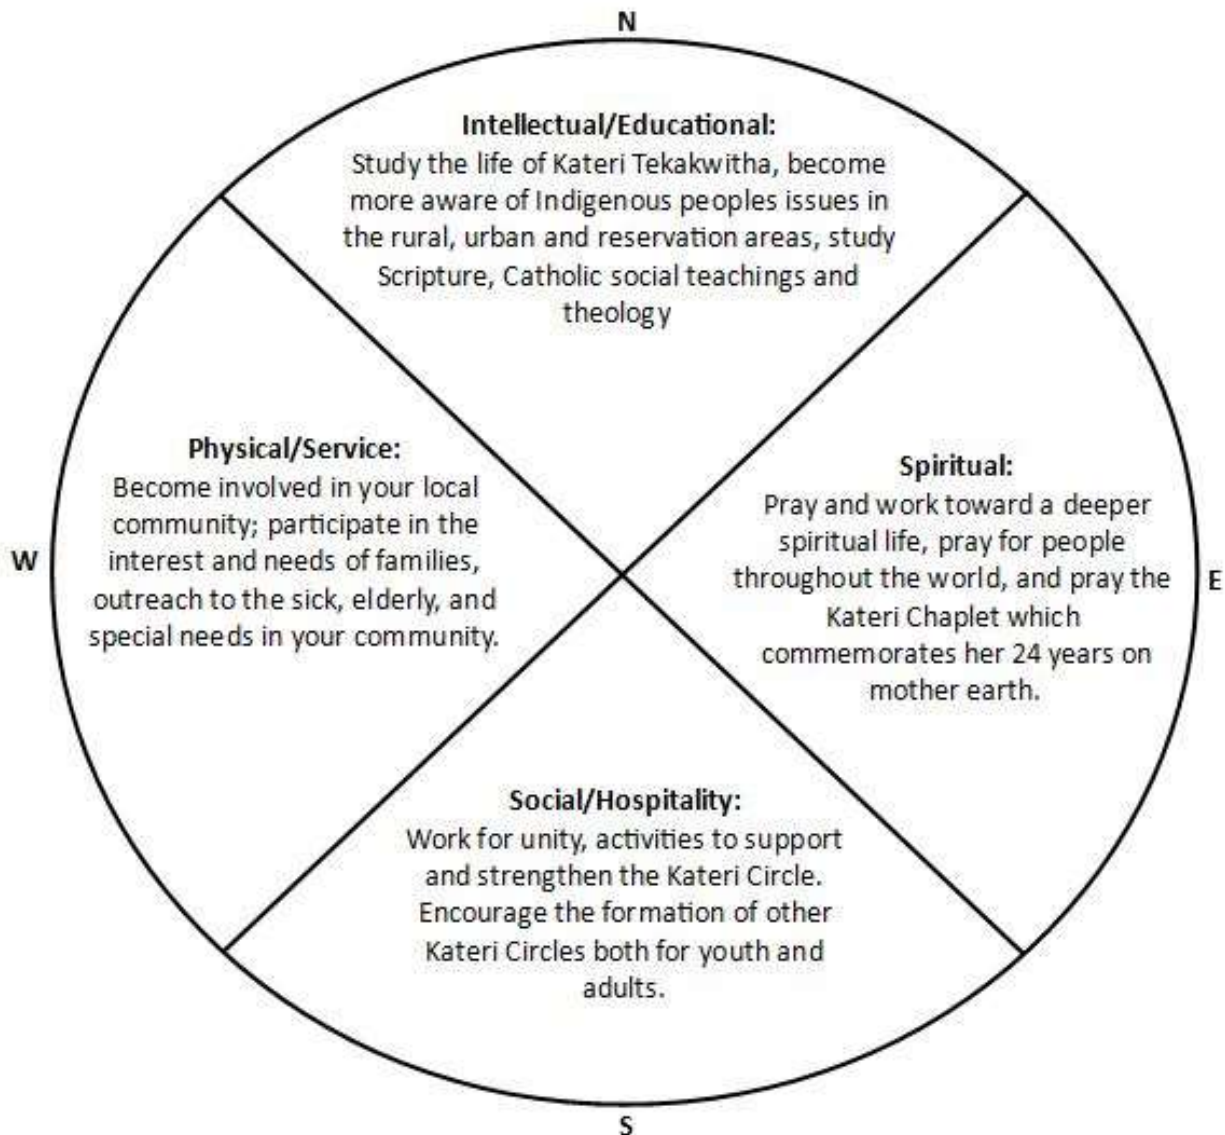 N
Intellectual/Educational:
Study the life of Kateri Tekakwitha, become
more aware of Indigenous peoples issues in
the rural, urban and reservation areas, study
Scripture, Catholic social teachings and
theology
Physical/Service:
Become involved in your local
community; participate in the
interest and needs of families,
outreach to the sick, elderly, and
special needs in your community.
W
Spiritual:
Pray and work toward a deeper
spiritual life, pray for people
throughout the world, and pray the
Kateri Chaplet which
commemorates her 24 years on
mother earth.
E
Social/Hospitality:
Work for unity, activities to support
and strengthen the Kateri Circle.
Encourage the formation of other
Kateri Circles both for youth and
adults.
S